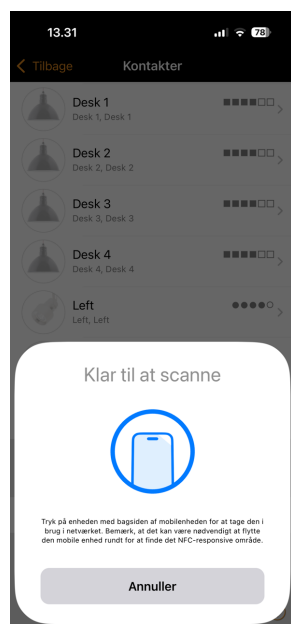 13.31
78
Tilbage
Kontakter
Desk 1
Desk 1, Desk 1
Desk 2
Desk 2, Desk 2
Desk 3
Desk 3, Desk 3
Desk 4
Desk 4, Desk 4
Left
Left, Left
Klar til at scanne
Tryk på enheden med bagsiden af mobilenheden for at tage den i
brug i netværket. Bemærk, at det kan være nødvendigt at flytte
den mobile enhed rundt for at finde det NFC-responsive område.
Annuller